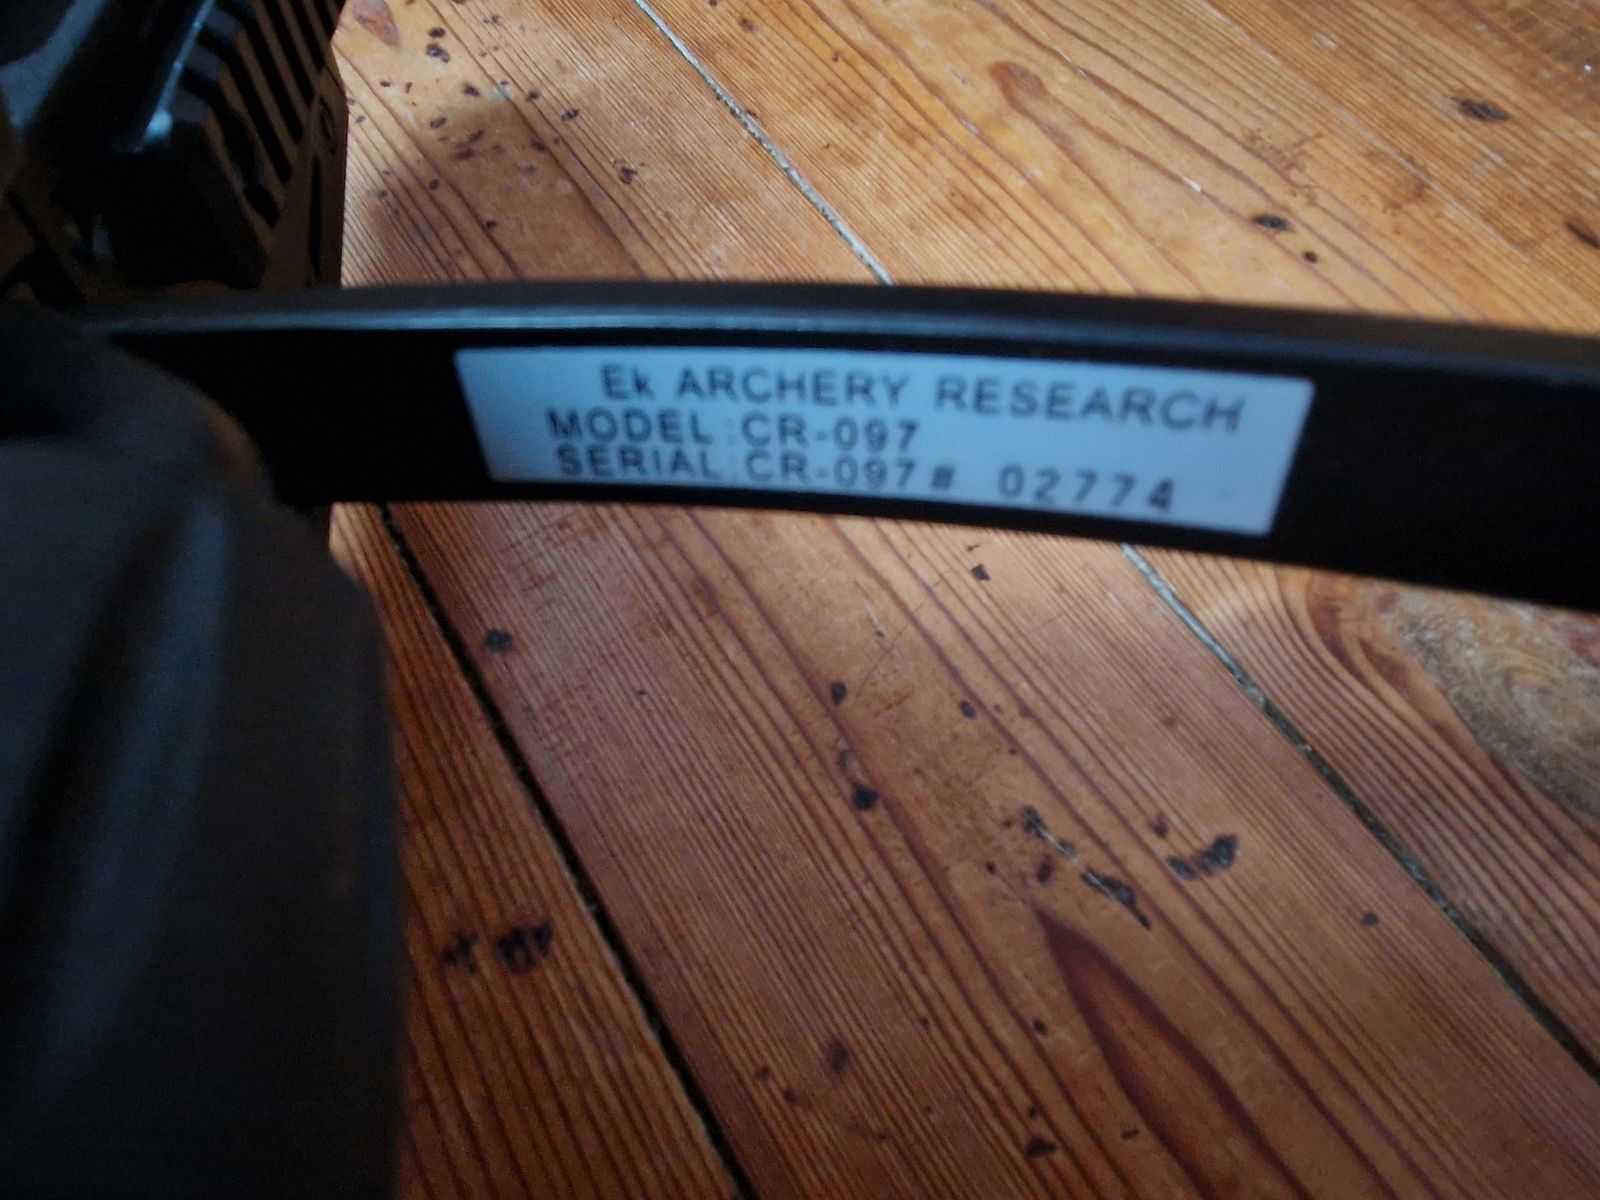 Ek ARCHERY RESEARCH
MODEL : CR-097
SERIAL : CR-097 # 02774